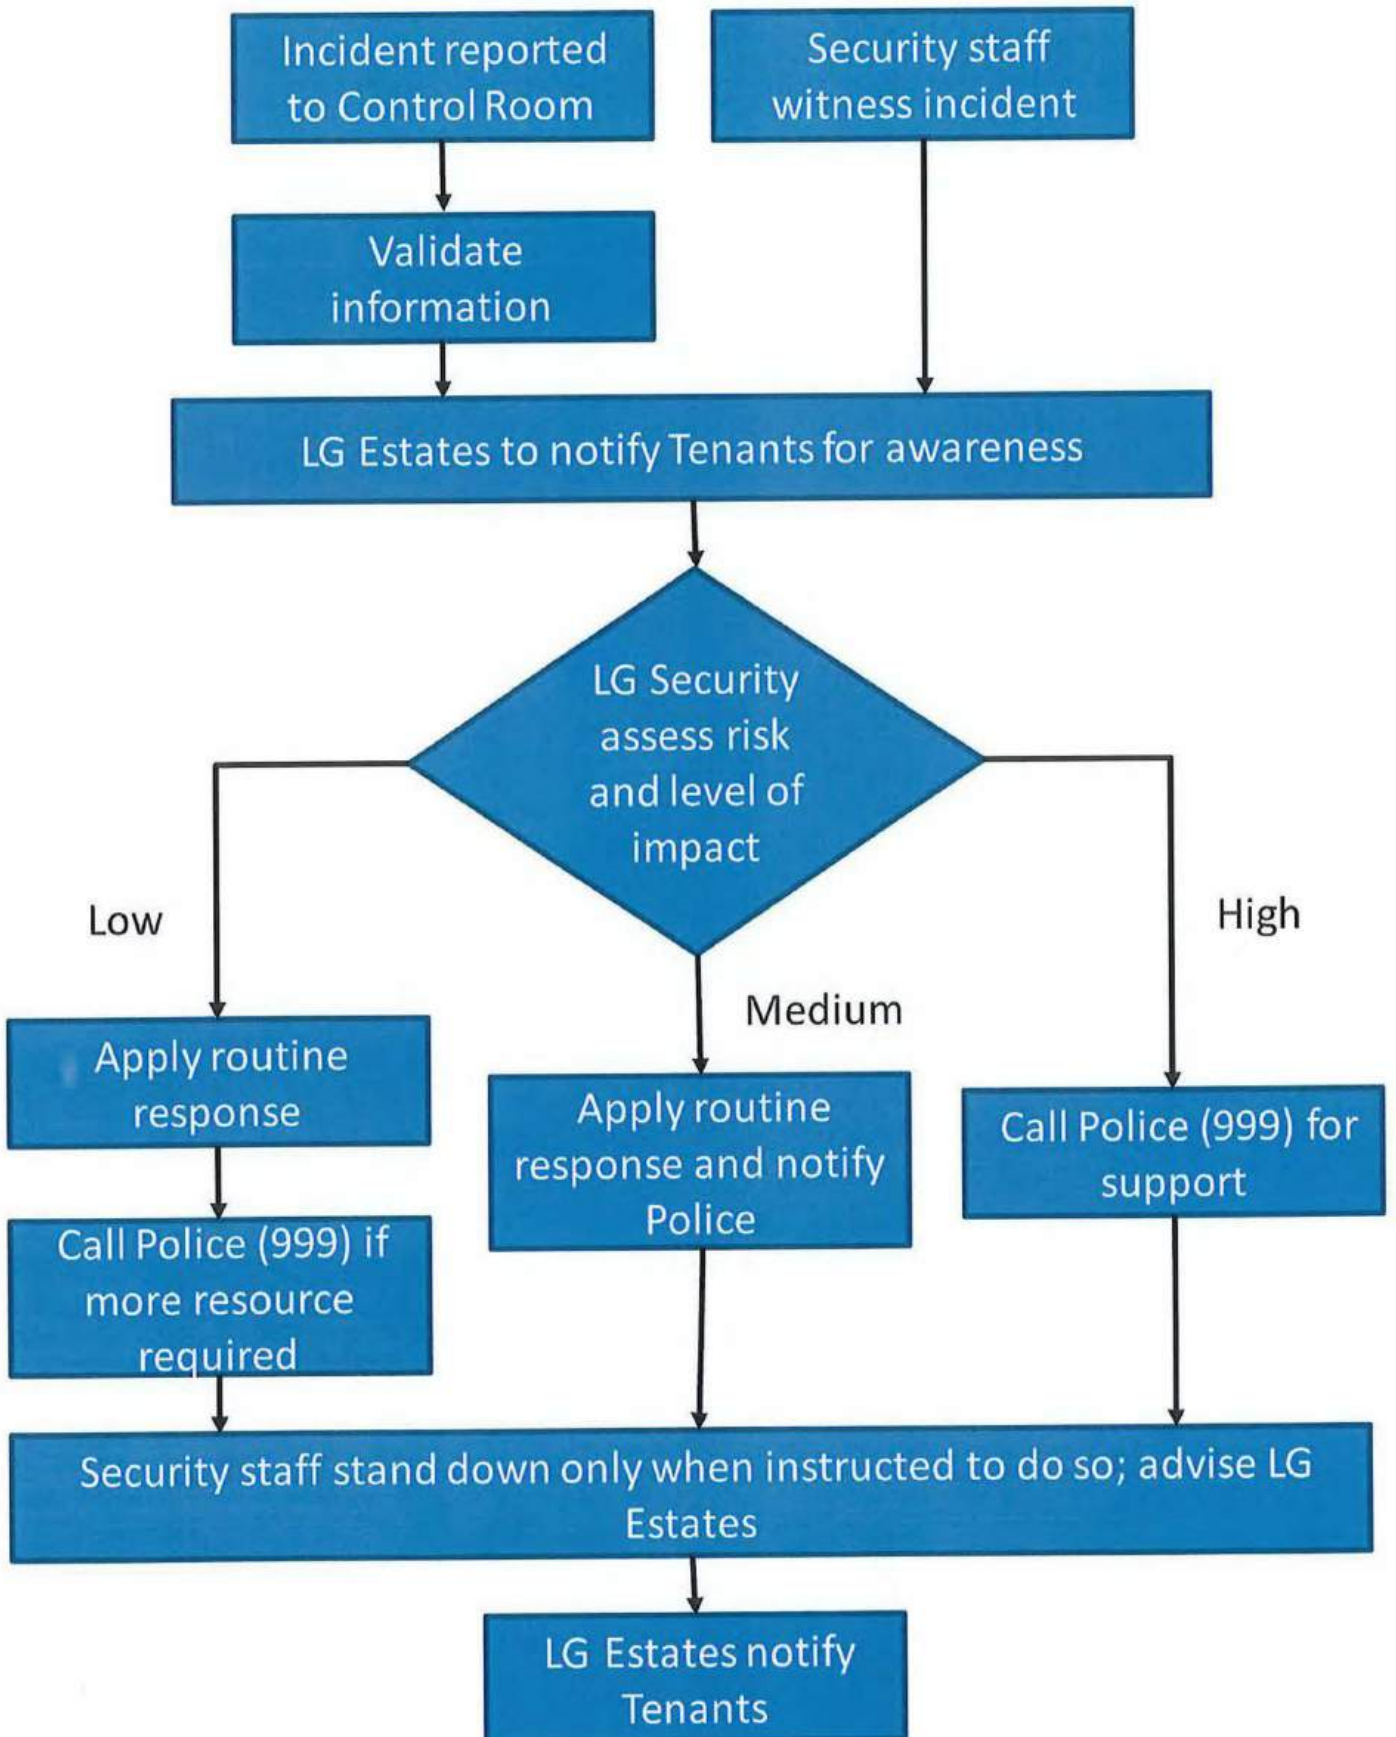 Incident reported
to Control Room
Security staff
witness incident
Validate
information
LG Estates to notify Tenants for awareness
LG Security
assess risk
and level of
impact
Low
Medium
High
Apply routine
response
Apply routine
response and notify
Police
Call Police (999) for
support
Call Police (999) if
more resource
required
Security staff stand down only when instructed to do so; advise LG
Estates
LG Estates notify
Tenants